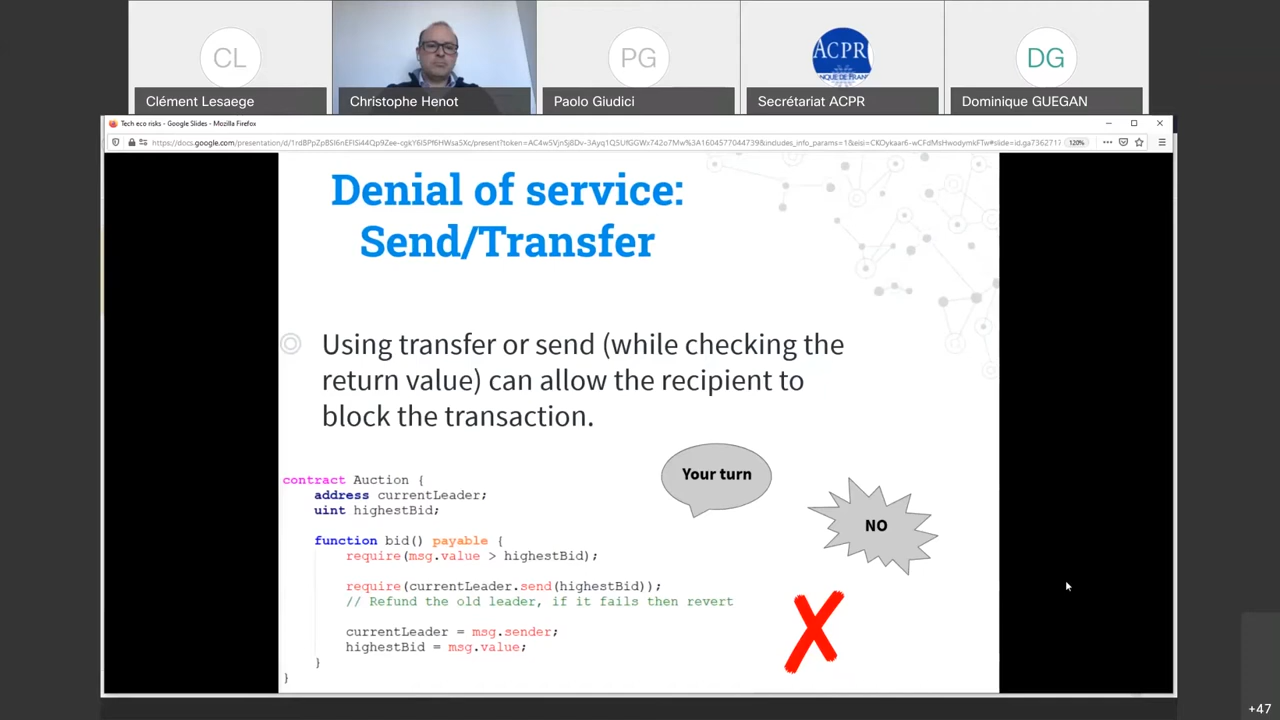 CL
PG
ACPR
DG
Clément Lesaege
Christophe Henot
Paolo Giudici
Secrétariat ACPR
Dominique GUEGAN
Tech eco risks - Google Slides - Mozilla Firefox
120%
Denial of service:
Send/Transfer
Using transfer or send (while checking the
return value) can allow the recipient to
block the transaction.
Your turn
NO
contract Auction {
address currentLeader;
uint highestBid;
function bid() payable {
require(msg.value > highestBid);
require(currentLeader.send(highestBid));
// Refund the old leader, if it fails then revert
currentLeader = msg.sender;
highestBid = msg.value;
}
}
+47